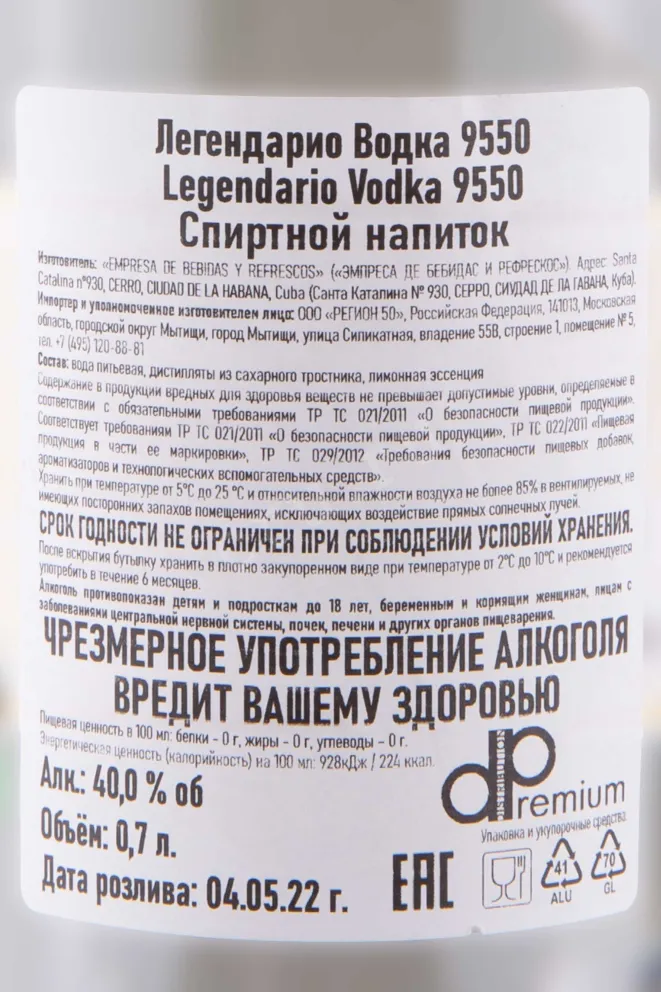 Легендарио Водка 9550
Legendario Vodka 9550
Спиртной напиток
Изготовитель: «EMPRESA DE BEBIDAS Y REFRESCOS» («ЭМПРЕСА ДЕ БЕБИДАС И РЕФРЕСКОС»). Адрес: Santa
Catalina n°930, CERRO, CIUDAD DE LA HABANA, Cuba (Санта Каталина № 930, СЕРРО, СИУДАД ДЕ ЛА ГАВАНА, Куба).
Импортер и уполномоченное изготовителем лицо: ООО «РЕГИОН 50», Российская Федерация, 141013, Московская
область, городской округ Мытищи, город Мытищи, улица Силикатная, владение 55В, строение 1, помещение № 5,
тел. +7 (495) 120-88-81
Состав: вода питьевая, дистилляты из сахарного тростника, лимонная эссенция
Содержание в продукции вредных для здоровья веществ не превышает допустимые уровни, определяемые в
соответствии с обязательными требованиями ТР ТС 021/2011 «О безопасности пищевой продукции».
Соответствует требованиям ТР ТС 021/2011 «О безопасности пищевой продукции», ТР ТС 022/2011 «Пищевая
продукция в части ее маркировки», ТР ТС 029/2012 «Требования безопасности пищевых добавок,
ароматизаторов и технологических вспомогательных средств».
Хранить при температуре от 5°С до 25 °С и относительной влажности воздуха не более 85% в вентилируемых, не
имеющих посторонних запахов помещениях, исключающих воздействие прямых солнечных лучей.
СРОК ГОДНОСТИ НЕ ОГРАНИЧЕН ПРИ СОБЛЮДЕНИИ УСЛОВИЙ ХРАНЕНИЯ.
После вскрытия бутылку хранить в плотно закупоренном виде при температуре от 2°С до 10°С и рекомендуется
употребить в течение 6 месяцев.
Алкоголь противопоказан детям и подросткам до 18 лет, беременным и кормящим женщинам, лицам с
заболеваниями центральной нервной системы, почек, печени и других органов пищеварения.
ЧРЕЗМЕРНОЕ УПОТРЕБЛЕНИЕ АЛКОГОЛЯ
ВРЕДИТ ВАШЕМУ ЗДОРОВЬЮ
Пищевая ценность в 100 мл: белки – 0 г, жиры – 0 г, углеводы – 0 г.
Энергетическая ценность (калорийность) на 100 мл: 928кДж / 224 ккал.
Алк.: 40,0 % об
Объём: 0,7 л.
Дата розлива: 04.05.22 г.
dPremium
DISTRIBUTION
Упаковка и укупорочные средства:
ЕАС
41
ALU
70
GL